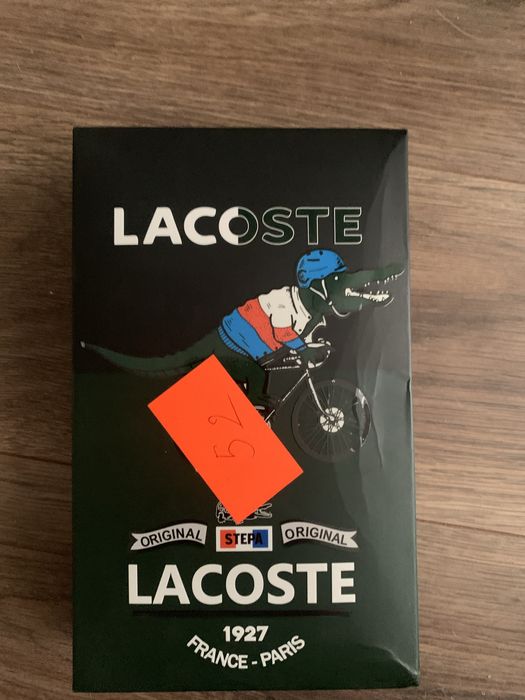 LACOSTE
52
ORIGINAL STEPA ORIGINAL
LACOSTE
1927
FRANCE-PARIS